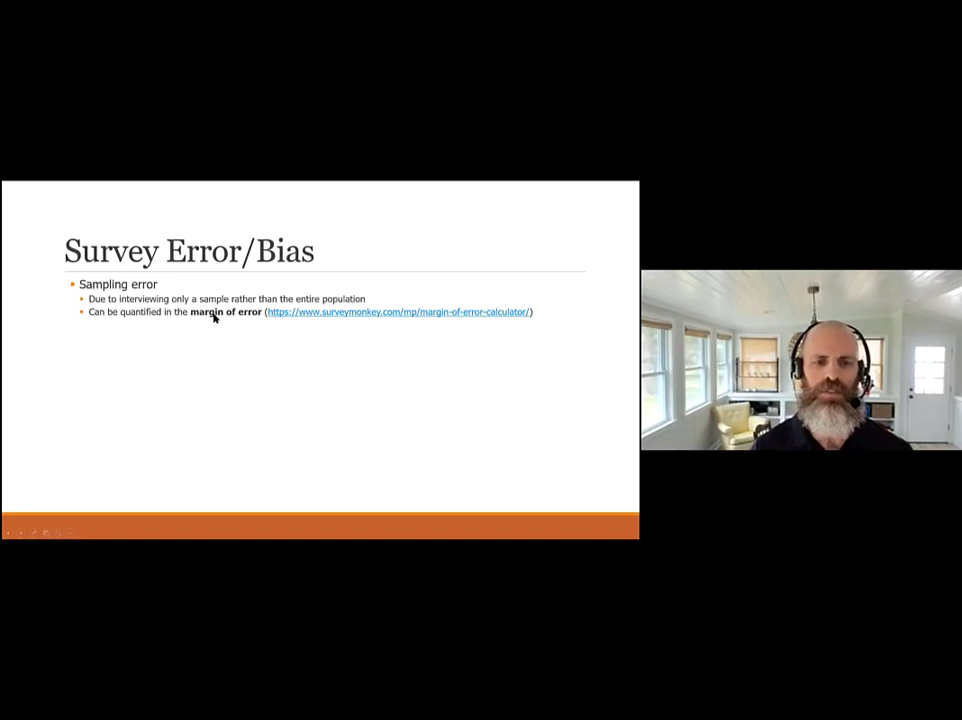 Survey Error/Bias
Sampling error
Due to interviewing only a sample rather than the entire population
Can be quantified in the margin of error (https://www.surveymonkey.com/mp/margin-of-error-calculator/)